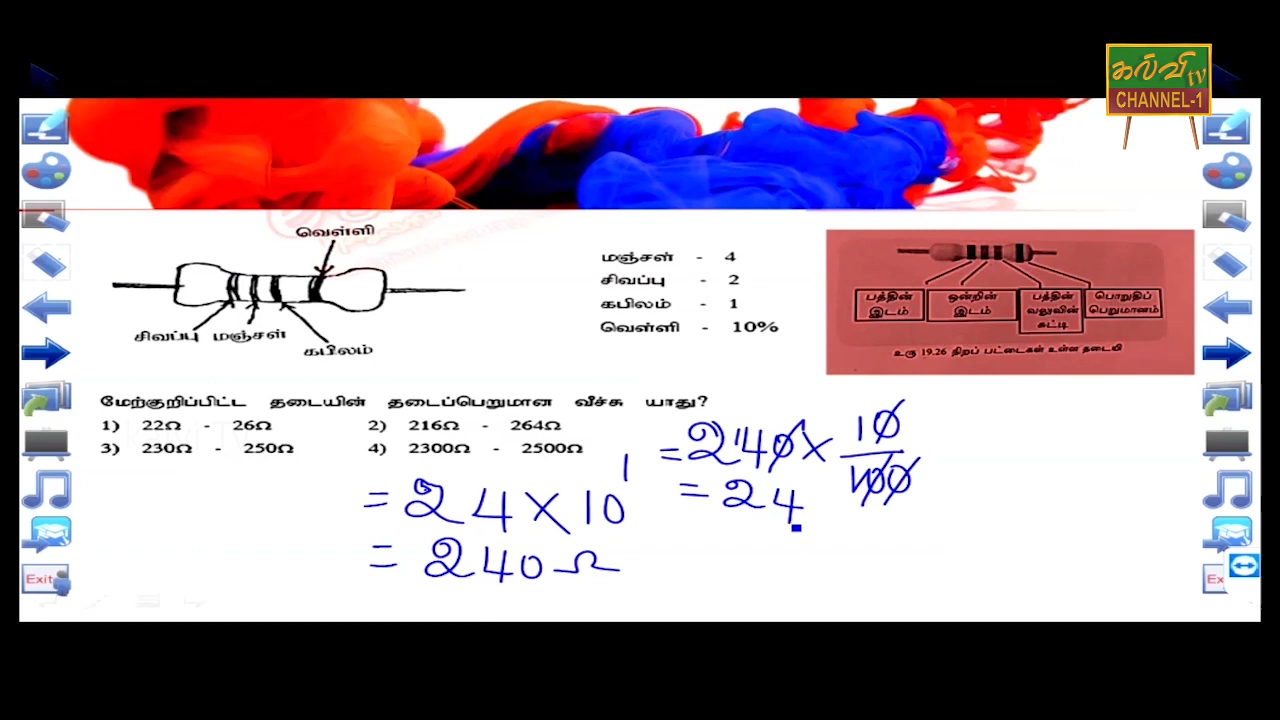 கல்வி tv
CHANNEL-1
வெள்ளி
சிவப்பு மஞ்சள்
கபிலம்
மஞ்சள் - 4
சிவப்பு - 2
கபிலம் - 1
வெள்ளி - 10%
பத்தின் இடம்
ஒன்றின் இடம்
பத்தின் வலுவின் சுட்டி
பொறுதிப் பெறுமானம்
உரு 19.26 நிறப் பட்டைகள் உள்ள தடையி
மேற்குறிப்பிட்ட தடையின் தடைப்பெறுமான வீச்சு யாது?
1) 22Ω - 26Ω 2) 216Ω - 264Ω
3) 230Ω - 250Ω 4) 2300Ω - 2500Ω
= 24 × 10¹
= 240 Ω
= 240 × 10/100
= 24
Exit
Ex